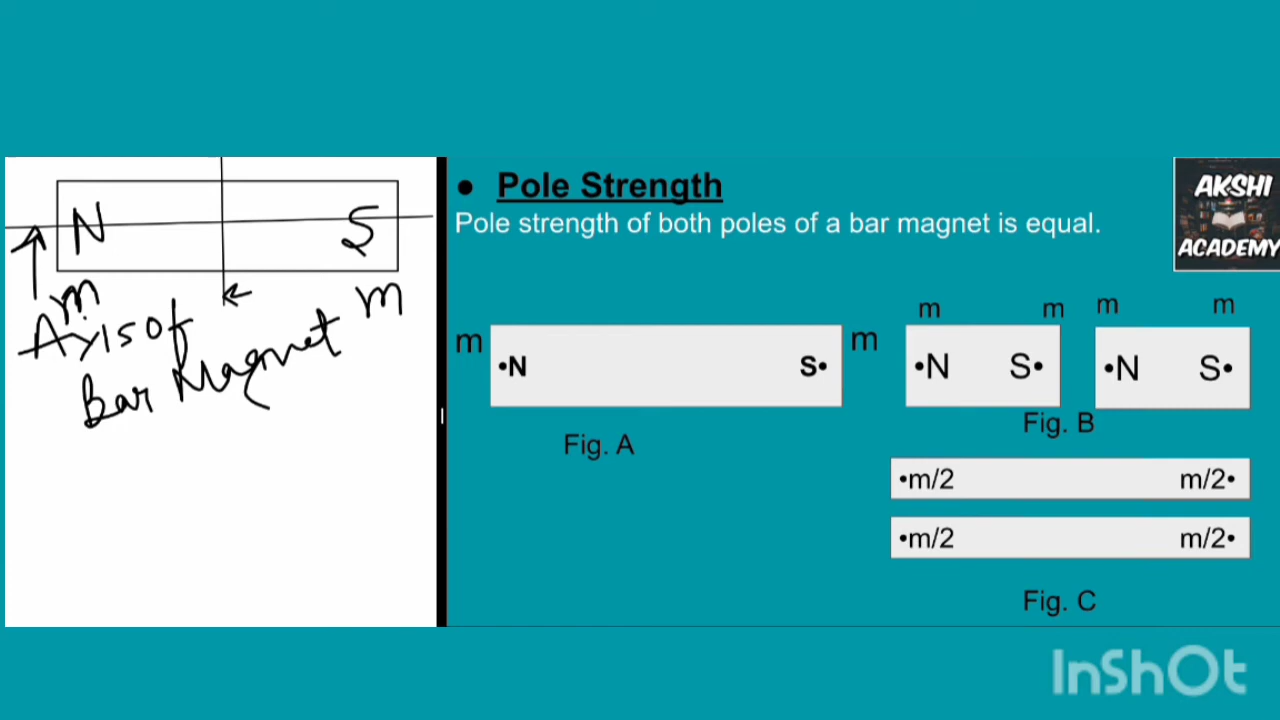 N S
m m
Axis of
Bar Magnet
● Pole Strength
Pole strength of both poles of a bar magnet is equal.
AKSHI
ACADEMY
m m
•N S•
Fig. A
m m m m
•N S• •N S•
Fig. B
•m/2 m/2•
•m/2 m/2•
Fig. C
InShOt